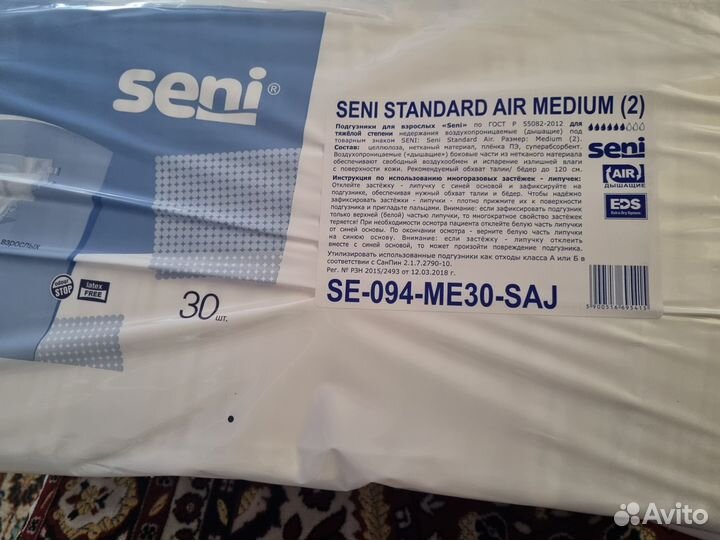 seni®
взрослых
odour
STOP
latex
FREE
30 шт.
SENI STANDARD AIR MEDIUM (2)
Подгузники для взрослых «Seni» по ГОСТ Р 55082-2012 для
тяжёлой степени недержания воздухопроницаемые (дышащие) под
товарным знаком SENI: Seni Standard Air. Размер: Medium (2).
Состав: целлюлоза, нетканый материал, плёнка ПЭ, суперабсорбент.
Воздухопроницаемые («дышащие») боковые части из нетканого материала
обеспечивают свободный воздухообмен и испарение излишней влаги
с поверхности кожи. Рекомендуемый обхват талии/ бёдер до 120 см.
Инструкция по использованию многоразовых застёжек - липучек:
Отклейте застёжку - липучку с синей основой и зафиксируйте на
подгузнике, обеспечивая нужный обхват талии и бёдер. Чтобы надёжно
зафиксировать застёжки - липучки - плотно прижмите их к поверхности
подгузника и пригладьте пальцами. Внимание: если зафиксировать подгузник
только верхней (белой) частью липучки, то многократное свойство застёжек
теряется! При необходимости осмотра пациента отклейте белую часть липучки
от синей основы. По окончании осмотра - верните белую часть липучки
на синюю основу. Внимание: если застёжку - липучку отклеить
вместе с синей основой, то может произойти повреждение подгузника.
Утилизировать использованные подгузники как отходы класса А или Б в
соответствии с СанПин 2.1.7.2790-10.
Рег. № РЗН 2015/2493 от 12.03.2018 г.
SE-094-ME30-SAJ
seni
AIR
ДЫШАЩИЕ
EDS
Extra Dry System
5 900516 695415
Avito